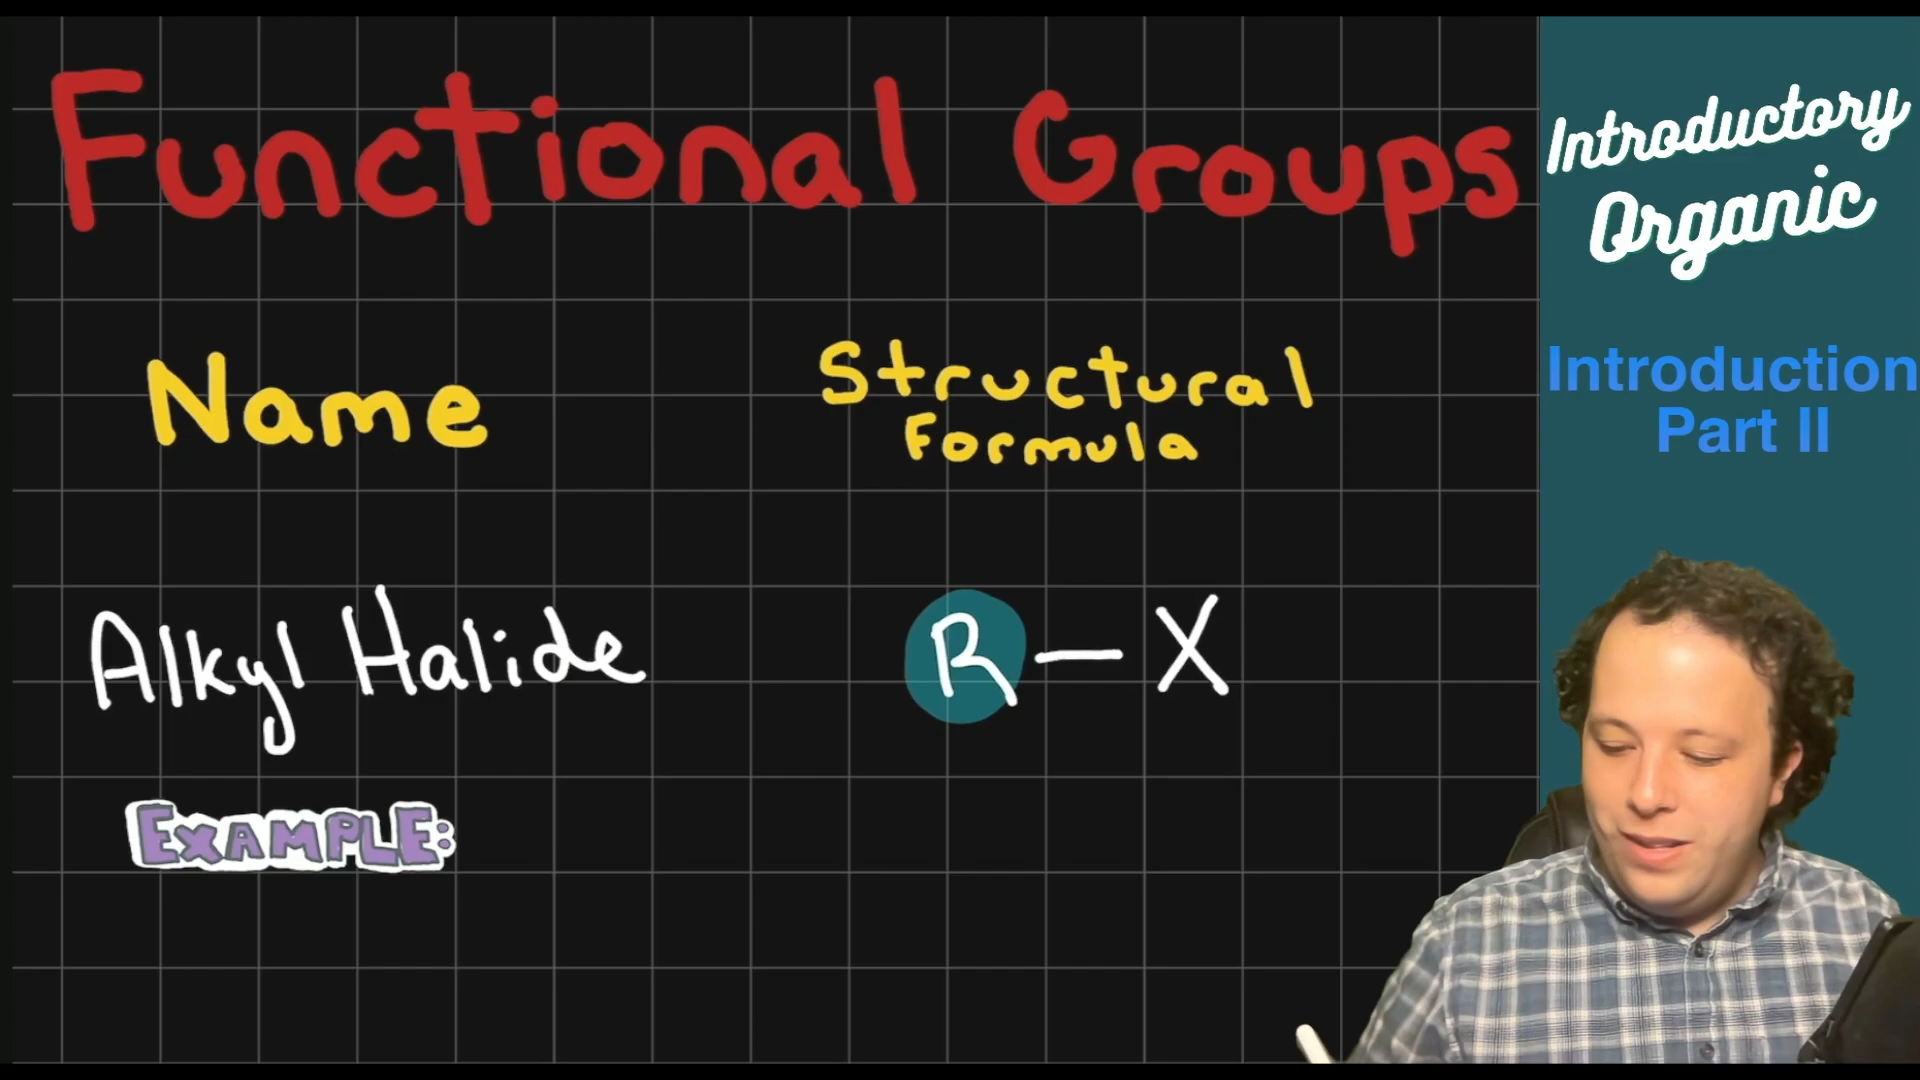 Functional Groups
Name
Structural
Formula
Alkyl Halide
R — X
EXAMPLE:
Introductory
Organic
Introduction
Part II